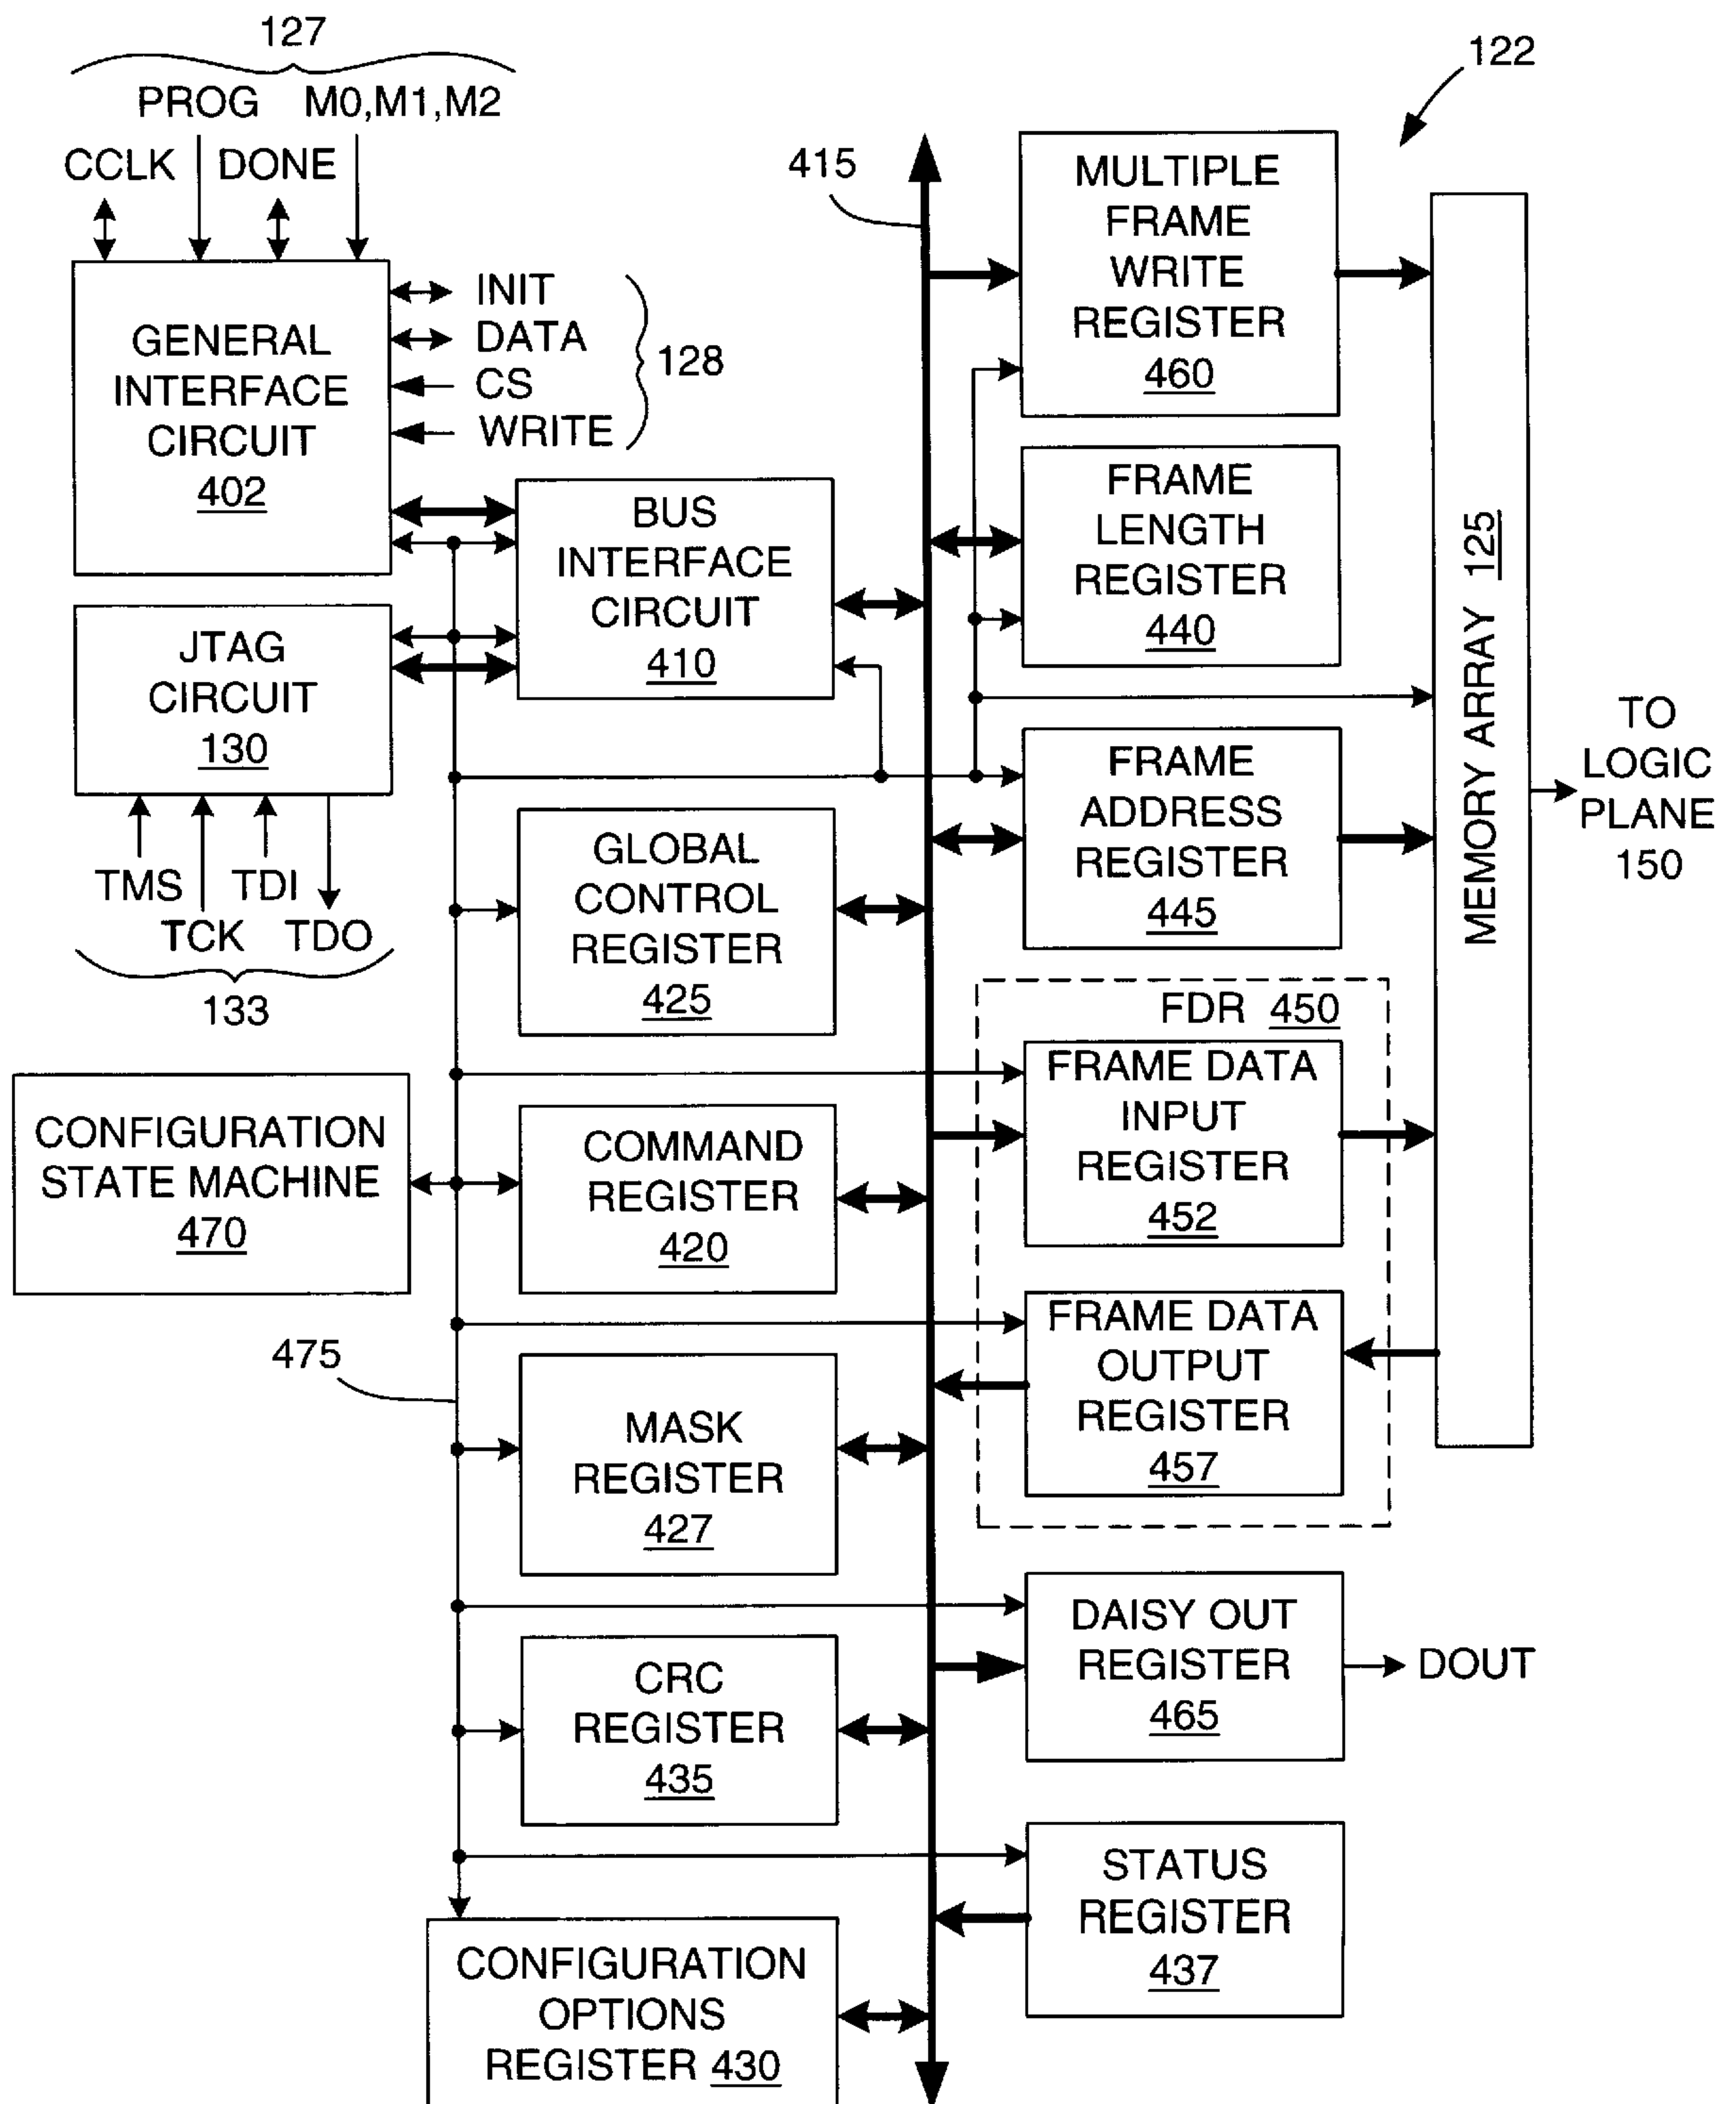 127
PROG M0,M1,M2
CCLK DONE
122
415
GENERAL
INTERFACE
CIRCUIT
402
INIT
DATA
CS
WRITE
128
MULTIPLE
FRAME
WRITE
REGISTER
460
BUS
INTERFACE
CIRCUIT
410
FRAME
LENGTH
REGISTER
440
MEMORY ARRAY 125
JTAG
CIRCUIT
130
TMS TDI
TCK TDO
133
TO
LOGIC
PLANE
150
FRAME
ADDRESS
REGISTER
445
GLOBAL
CONTROL
REGISTER
425
FDR 450
FRAME DATA
INPUT
REGISTER
452
CONFIGURATION
STATE MACHINE
470
COMMAND
REGISTER
420
FRAME DATA
OUTPUT
REGISTER
457
475
MASK
REGISTER
427
DAISY OUT
REGISTER
465
DOUT
CRC
REGISTER
435
STATUS
REGISTER
437
CONFIGURATION
OPTIONS
REGISTER 430